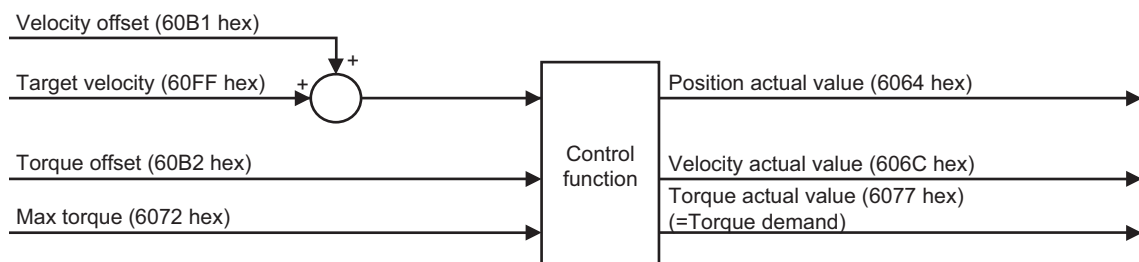 Velocity offset (60B1 hex)
+
Target velocity (60FF hex)
+
Position actual value (6064 hex)
Torque offset (60B2 hex)
Control
function
Velocity actual value (606C hex)
Max torque (6072 hex)
Torque actual value (6077 hex)
(=Torque demand)